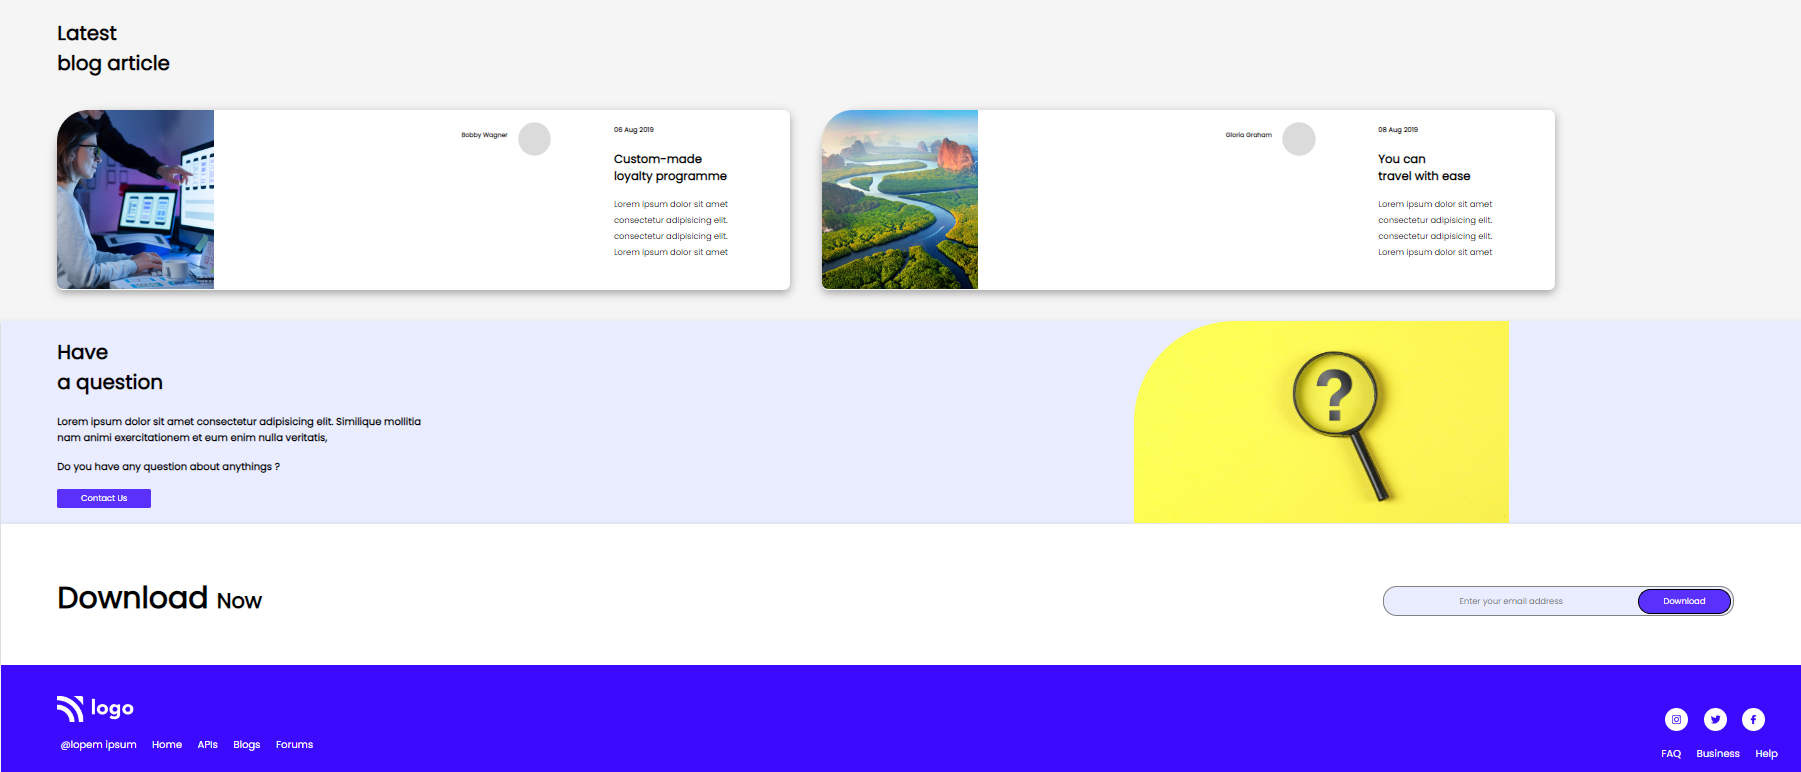 Latest
blog article
Bobby Wagner
06 Aug 2019
Custom-made
loyalty programme
Lorem ipsum dolor sit amet
consectetur adipisicing elit.
consectetur adipisicing elit.
Lorem ipsum dolor sit amet
Gloria Graham
08 Aug 2019
You can
travel with ease
Lorem ipsum dolor sit amet
consectetur adipisicing elit.
consectetur adipisicing elit.
Lorem ipsum dolor sit amet
Have
a question
Lorem ipsum dolor sit amet consectetur adipisicing elit. Similique mollitia
nam animi exercitationem et eum enim nulla veritatis,
Do you have any question about anythings ?
Contact Us
?
Download Now
Enter your email address
Download
logo
@lopem ipsum Home APIs Blogs Forums
FAQ Business Help